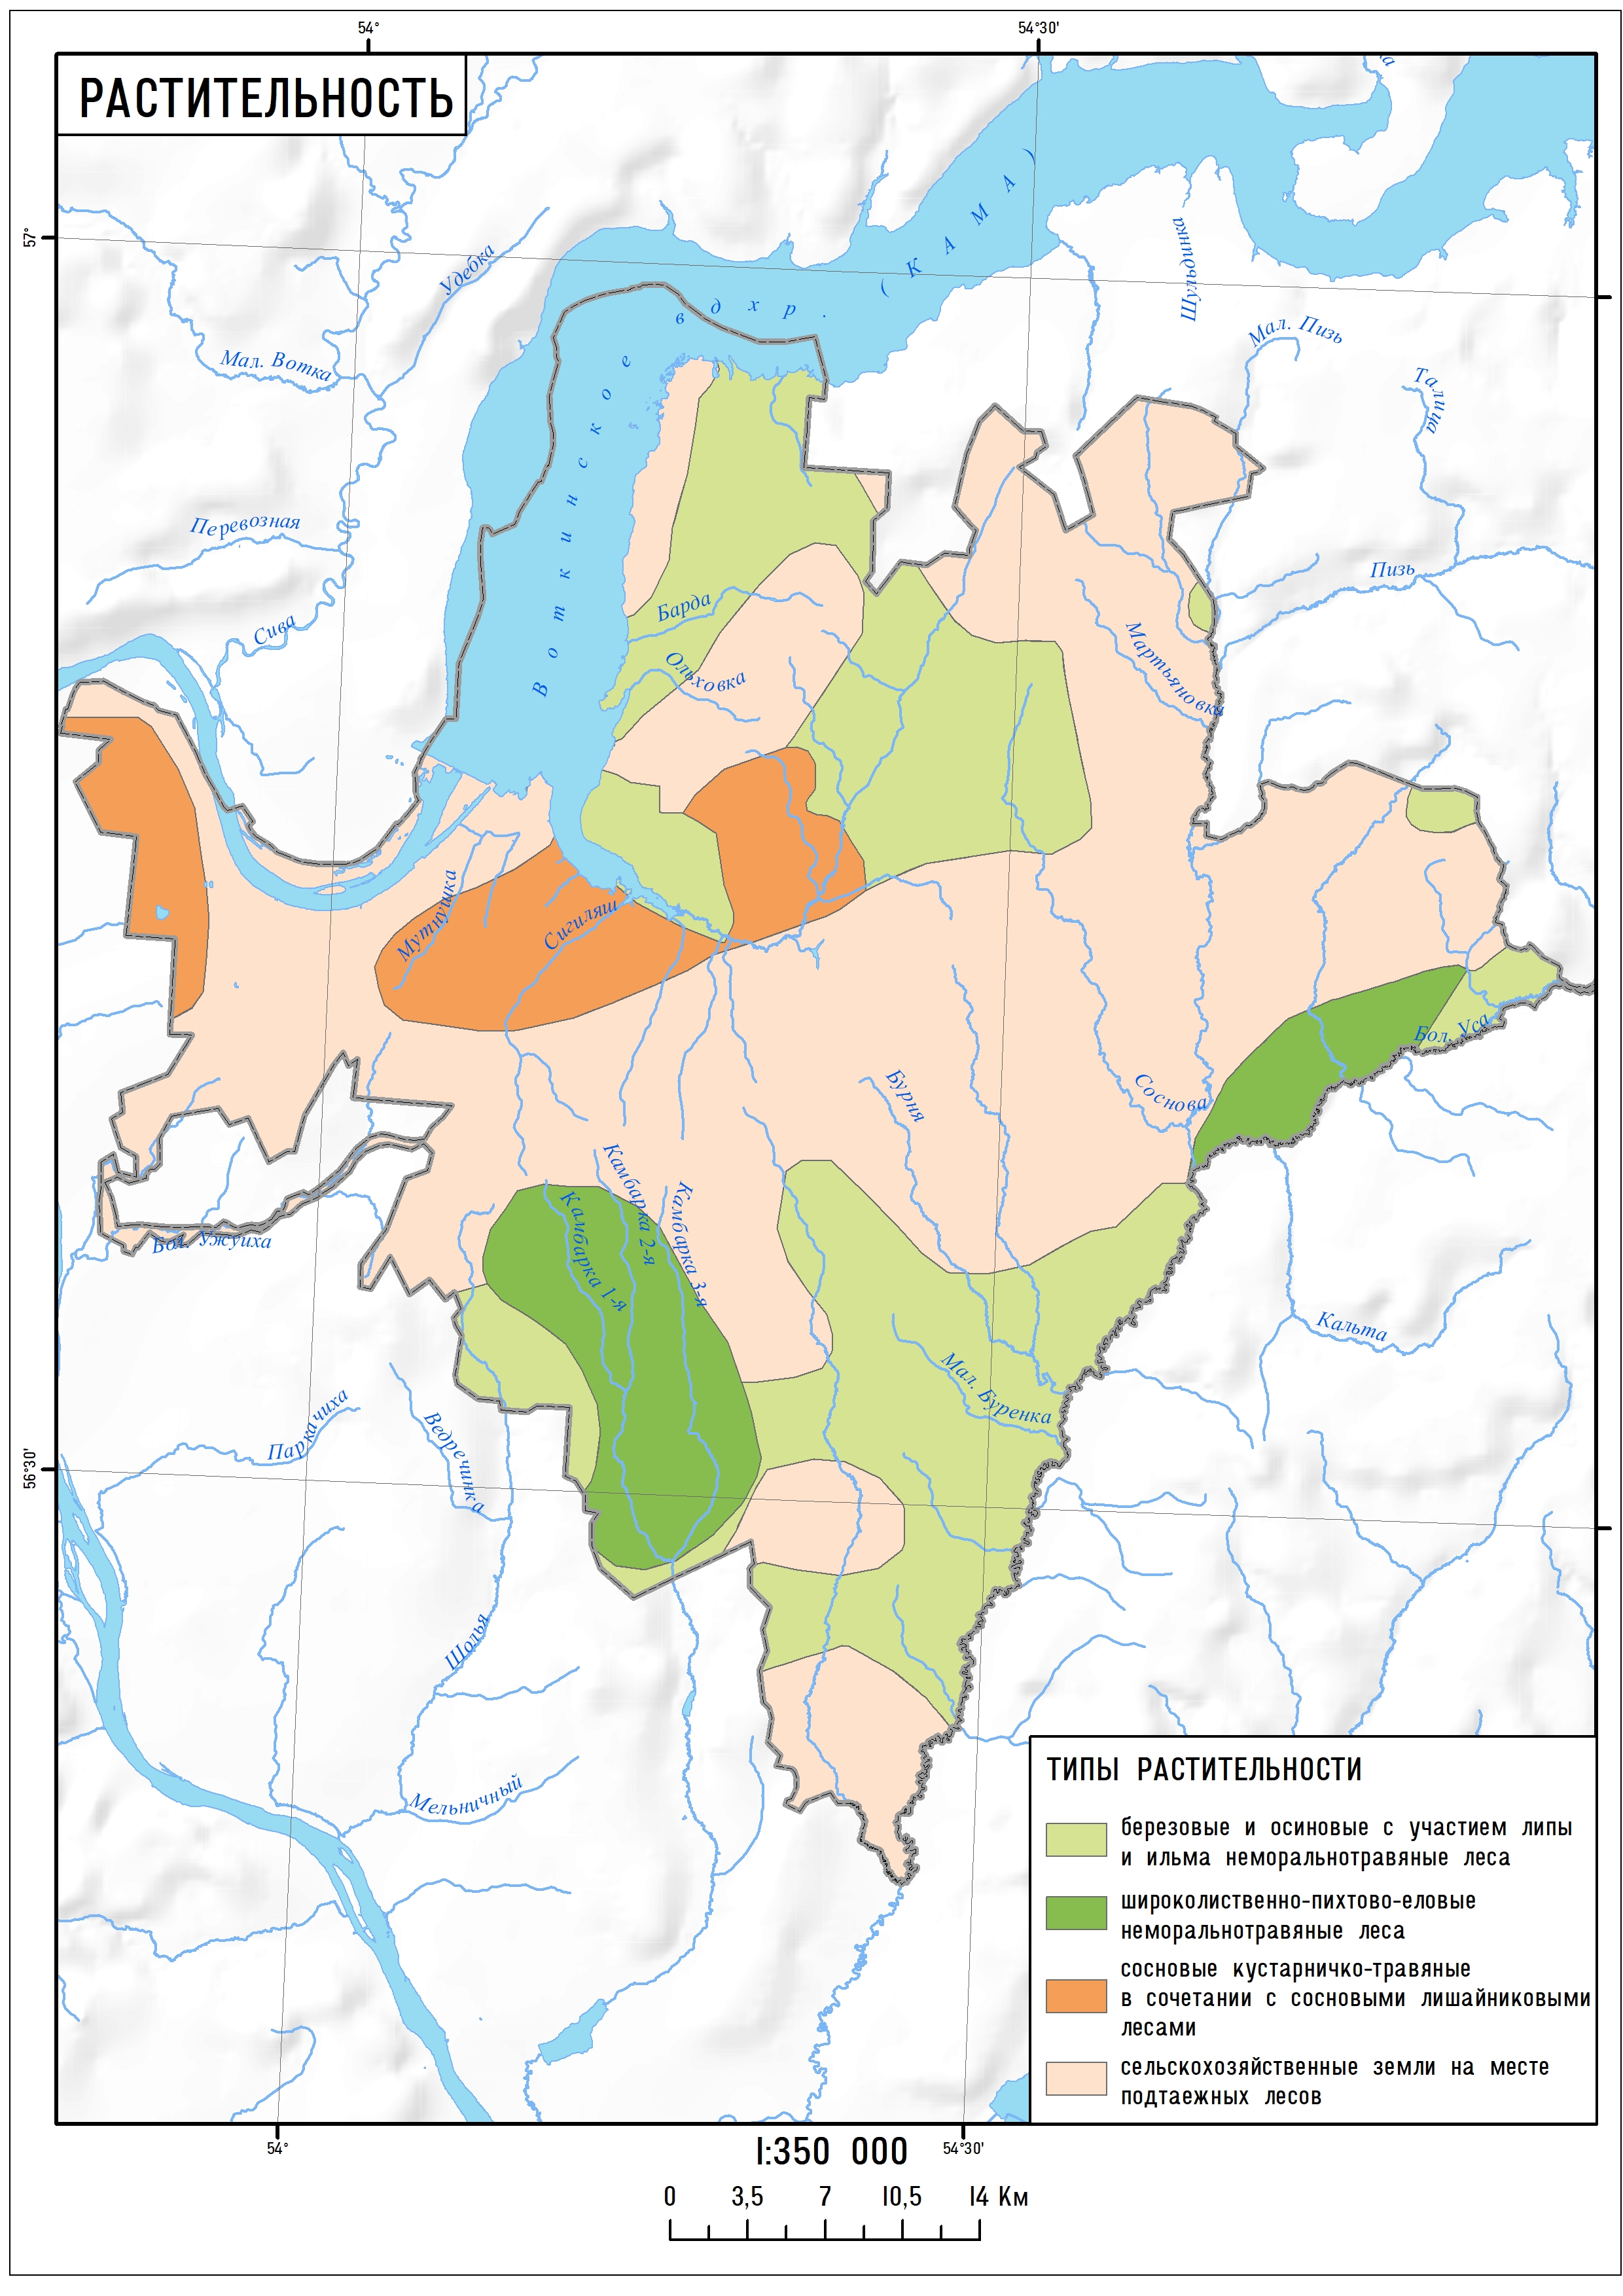 54°
54°30'
РАСТИТЕЛЬНОСТЬ
57°
Удебка
Шульдинка
Воткинское вдхр. (КАМА)
Мал. Вотка
Мал. Пизь
Талица
Перевозная
Пизь
Сива
Барда
Ольховка
Мартьяновка
Мутнушка
Сигиляш
Бол. Уса
Соснова
Бурня
Камбарка 1-я
Камбарка 2-я
Камбарка 3-я
Бол. Ужуиха
Кальта
Мал. Буренка
Паркачиха
Ведречинка
56°30'
Шолья
Мельничный
ТИПЫ РАСТИТЕЛЬНОСТИ
березовые и осиновые с участием липы
и ильма неморальнотравяные леса
широколиственно-пихтово-еловые
неморальнотравяные леса
сосновые кустарничко-травяные
в сочетании с сосновыми лишайниковыми
лесами
сельскохозяйственные земли на месте
подтаежных лесов
54°
54°30'
1:350 000
0 3,5 7 10,5 14 Км